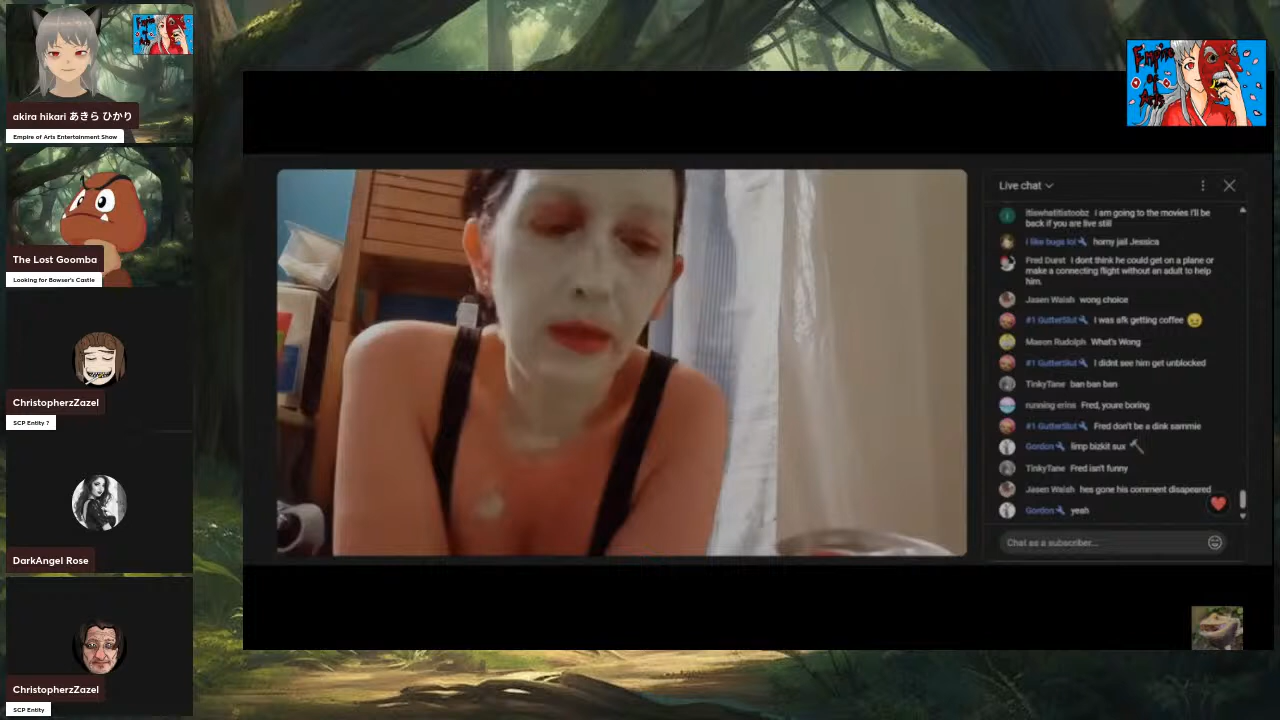 akira hikari あきら ひかり
Empire of Arts Entertainment Show
The Lost Goomba
Looking for Bowser's Castle
ChristopherzZazel
SCP Entity ?
DarkAngel Rose
ChristopherzZazel
SCP Entity
Empire
of
Arts
Live chat
itiswhatitistoobz I am going to the movies I'll be
back if you are live still
i like bugs lol horny jail Jessica
Fred Durst I dont think he could get on a plane or
make a connecting flight without an adult to help
him.
Jasen Walsh wong choice
#1 GutterSlut I was afk getting coffee
Mason Rudolph What's Wong
#1 GutterSlut I didnt see him get unblocked
TinkyTane ban ban ban
running erins Fred, youre boring
#1 GutterSlut Fred don't be a dink sammie
Gordon limp bizkit sux
TinkyTane Fred isn't funny
Jasen Walsh hes gone his comment disapeared
Gordon yeah
Chat as a subscriber...